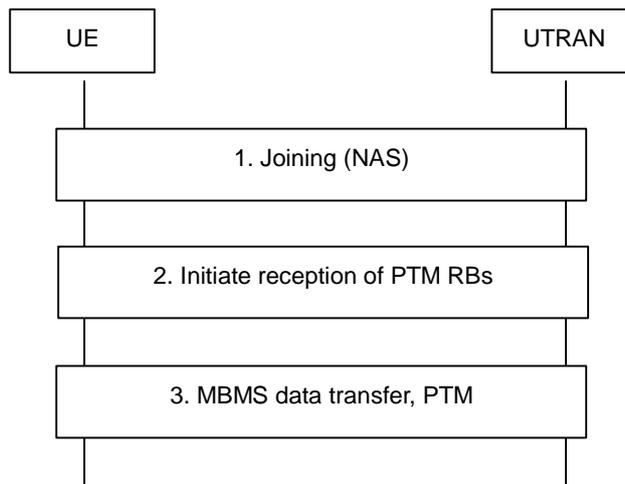 UE
UTRAN
1. Joining (NAS)
2. Initiate reception of PTM RBs
3. MBMS data transfer, PTM